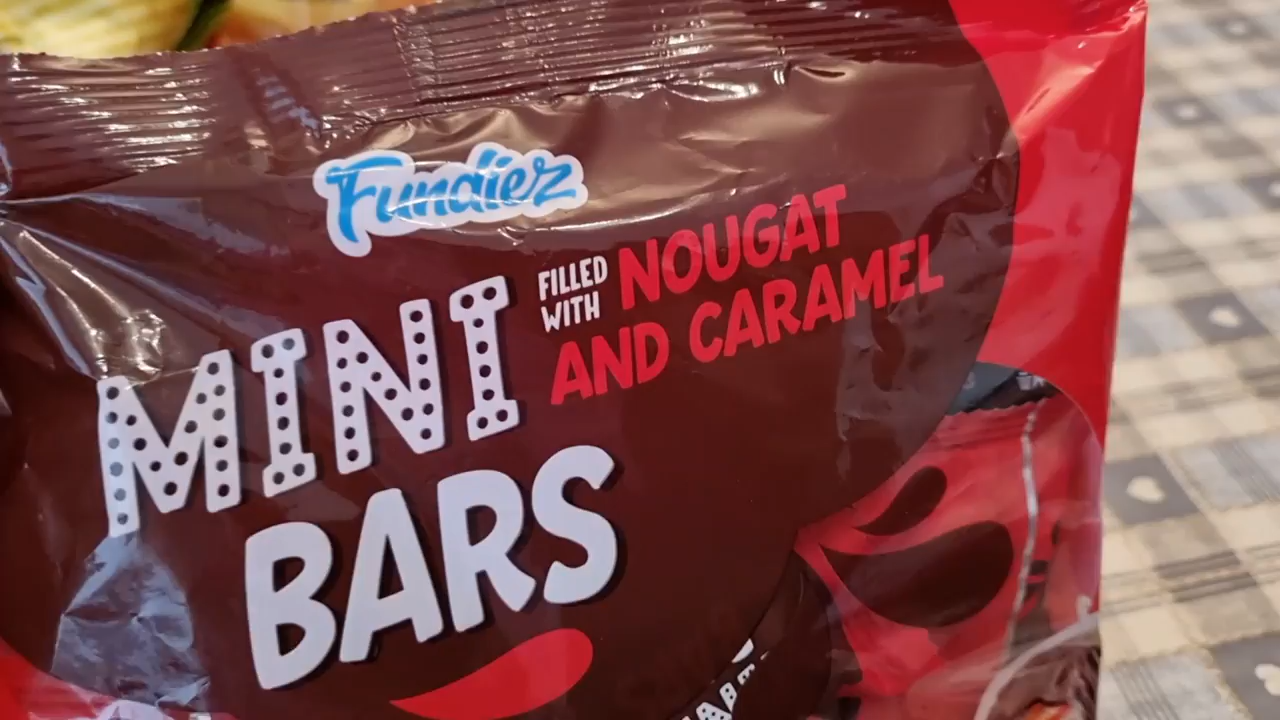 Fundiez
FILLED
WITH
NOUGAT
AND CARAMEL
MINI
BARS